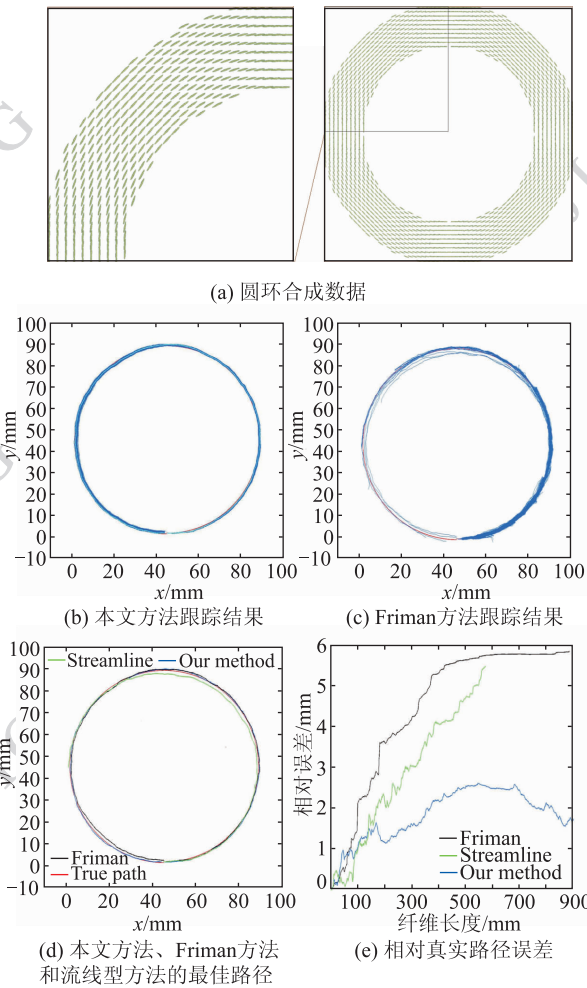 (a) 圆环合成数据
100
90
80
70
60
50
40
30
20
10
0
−10
y/mm
0 20 40 60 80 100
x/mm
(b) 本文方法跟踪结果
100
90
80
70
60
50
40
30
20
10
0
−10
y/mm
0 20 40 60 80 100
x/mm
(c) Friman方法跟踪结果
100
90
80
70
60
50
40
30
20
10
0
−10
y/mm
Streamline Our method
Friman
True path
0 20 40 60 80 100
x/mm
(d) 本文方法、Friman方法
和流线型方法的最佳路径
6
5
4
3
2
1
0
相对误差/mm
Friman
Streamline
Our method
100 300 500 700 900
纤维长度/mm
(e) 相对真实路径误差